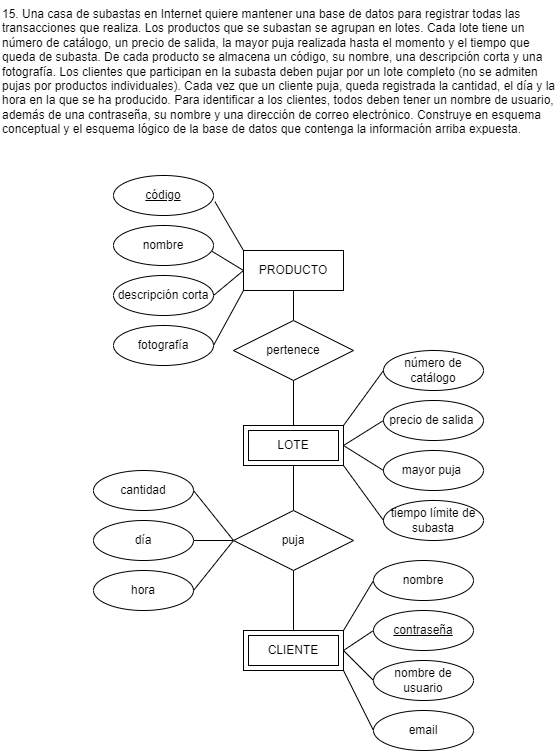 15. Una casa de subastas en Internet quiere mantener una base de datos para registrar todas las
transacciones que realiza. Los productos que se subastan se agrupan en lotes. Cada lote tiene un
número de catálogo, un precio de salida, la mayor puja realizada hasta el momento y el tiempo que
queda de subasta. De cada producto se almacena un código, su nombre, una descripción corta y una
fotografía. Los clientes que participan en la subasta deben pujar por un lote completo (no se admiten
pujas por productos individuales). Cada vez que un cliente puja, queda registrada la cantidad, el día y la
hora en la que se ha producido. Para identificar a los clientes, todos deben tener un nombre de usuario,
además de una contraseña, su nombre y una dirección de correo electrónico. Construye en esquema
conceptual y el esquema lógico de la base de datos que contenga la información arriba expuesta.
código
nombre
PRODUCTO
descripción corta
fotografía
pertenece
número de
catálogo
precio de salida
LOTE
mayor puja
cantidad
tiempo límite de
subasta
día
puja
hora
nombre
contraseña
CLIENTE
nombre de
usuario
email